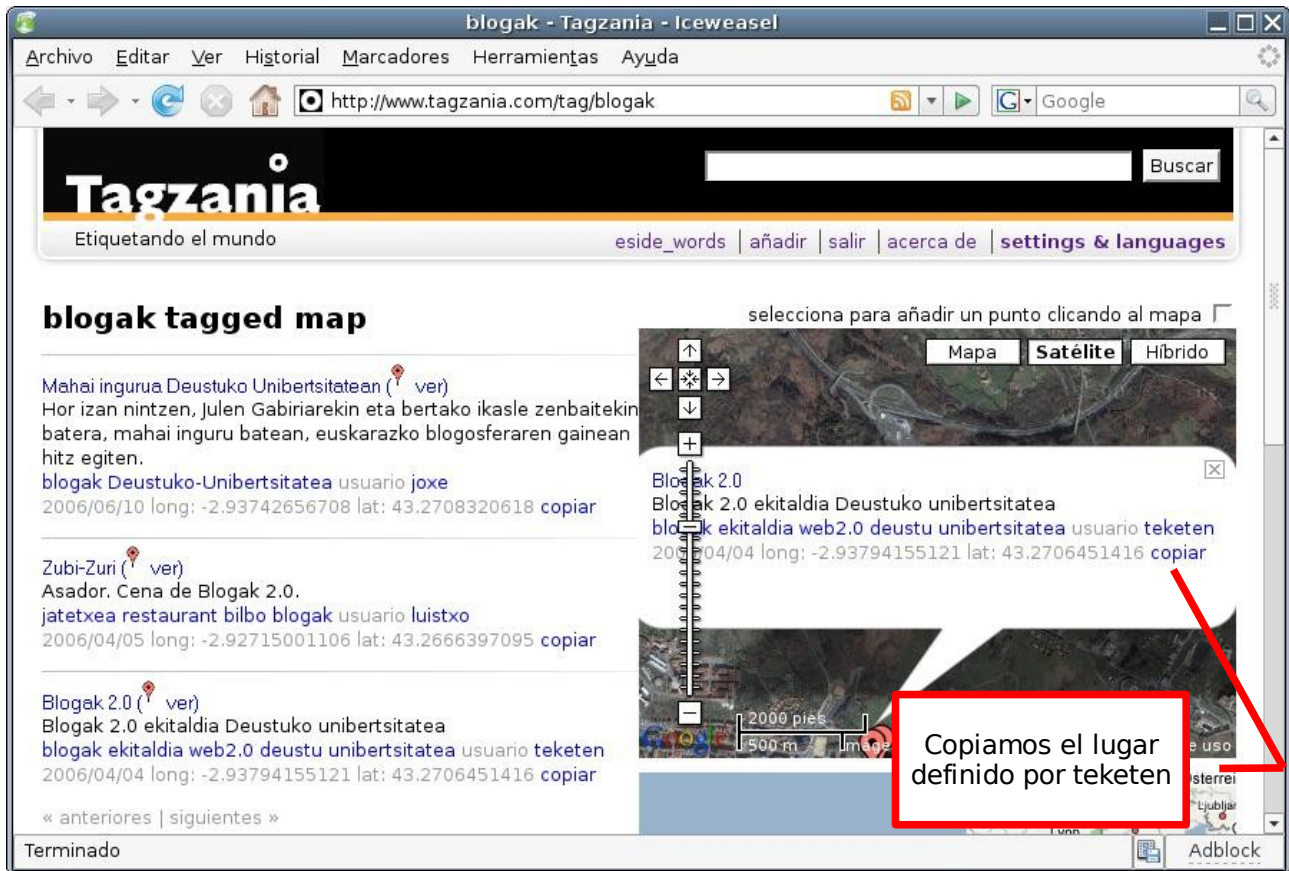 blogak - Tagzania - Iceweasel
Archivo Editar Ver Historial Marcadores Herramientas Ayuda
http://www.tagzania.com/tag/blogak
G Google
Tagzania
Buscar
Etiquetando el mundo
eside_words | añadir | salir | acerca de | settings & languages
blogak tagged map
selecciona para añadir un punto clicando al mapa
Mapa Satélite Híbrido
Mahai ingurua Deustuko Unibertsitatean ( ver)
Hor izan nintzen, Julen Gabiriarekin eta bertako ikasle zenbaitekin
batera, mahai inguru batean, euskarazko blogosferaren gainean
hitz egiten.
blogak Deustuko-Unibertsitatea usuario joxe
2006/06/10 long: -2.93742656708 lat: 43.2708320618 copiar
Zubi-Zuri ( ver)
Asador. Cena de Blogak 2.0.
jatetxea restaurant bilbo blogak usuario luistxo
2006/04/05 long: -2.92715001106 lat: 43.2666397095 copiar
Blogak 2.0 ( ver)
Blogak 2.0 ekitaldia Deustuko unibertsitatea
blogak ekitaldia web2.0 deustu unibertsitatea usuario teketen
2006/04/04 long: -2.93794155121 lat: 43.2706451416 copiar
« anteriores | siguientes »
Blogak 2.0
Blogak 2.0 ekitaldia Deustuko unibertsitatea
blogak ekitaldia web2.0 deustu unibertsitatea usuario teketen
2006/04/04 long: -2.93794155121 lat: 43.2706451416 copiar
2000 pies
500 m
Google
uso
Copiamos el lugar
definido por teketen
Lyon
Terminado
Adblock